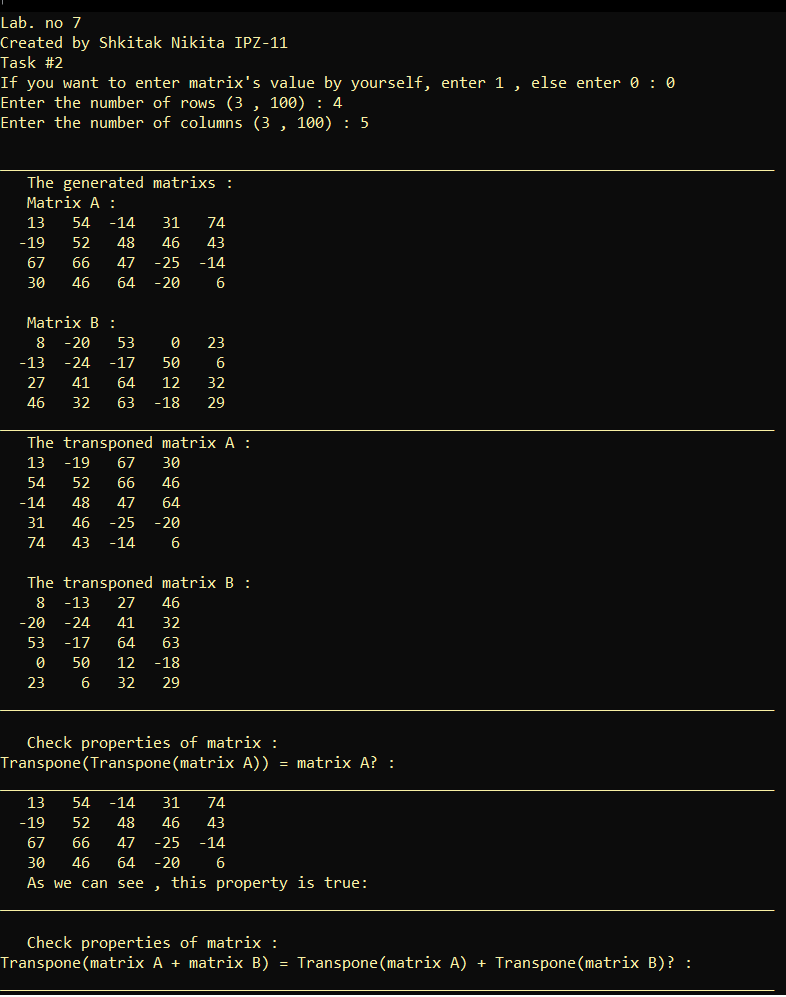 Lab. no 7
Created by Shkitak Nikita IPZ-11
Task #2
If you want to enter matrix's value by yourself, enter 1 , else enter 0 : 0
Enter the number of rows (3 , 100) : 4
Enter the number of columns (3 , 100) : 5
The generated matrixs :
Matrix A :
13 54 -14 31 74
-19 52 48 46 43
67 66 47 -25 -14
30 46 64 -20 6
Matrix B :
8 -20 53 0 23
-13 -24 -17 50 6
27 41 64 12 32
46 32 63 -18 29
The transponed matrix A :
13 -19 67 30
54 52 66 46
-14 48 47 64
31 46 -25 -20
74 43 -14 6
The transponed matrix B :
8 -13 27 46
-20 -24 41 32
53 -17 64 63
0 50 12 -18
23 6 32 29
Check properties of matrix :
Transpone(Transpone(matrix A)) = matrix A? :
13 54 -14 31 74
-19 52 48 46 43
67 66 47 -25 -14
30 46 64 -20 6
As we can see , this property is true:
Check properties of matrix :
Transpone(matrix A + matrix B) = Transpone(matrix A) + Transpone(matrix B)? :